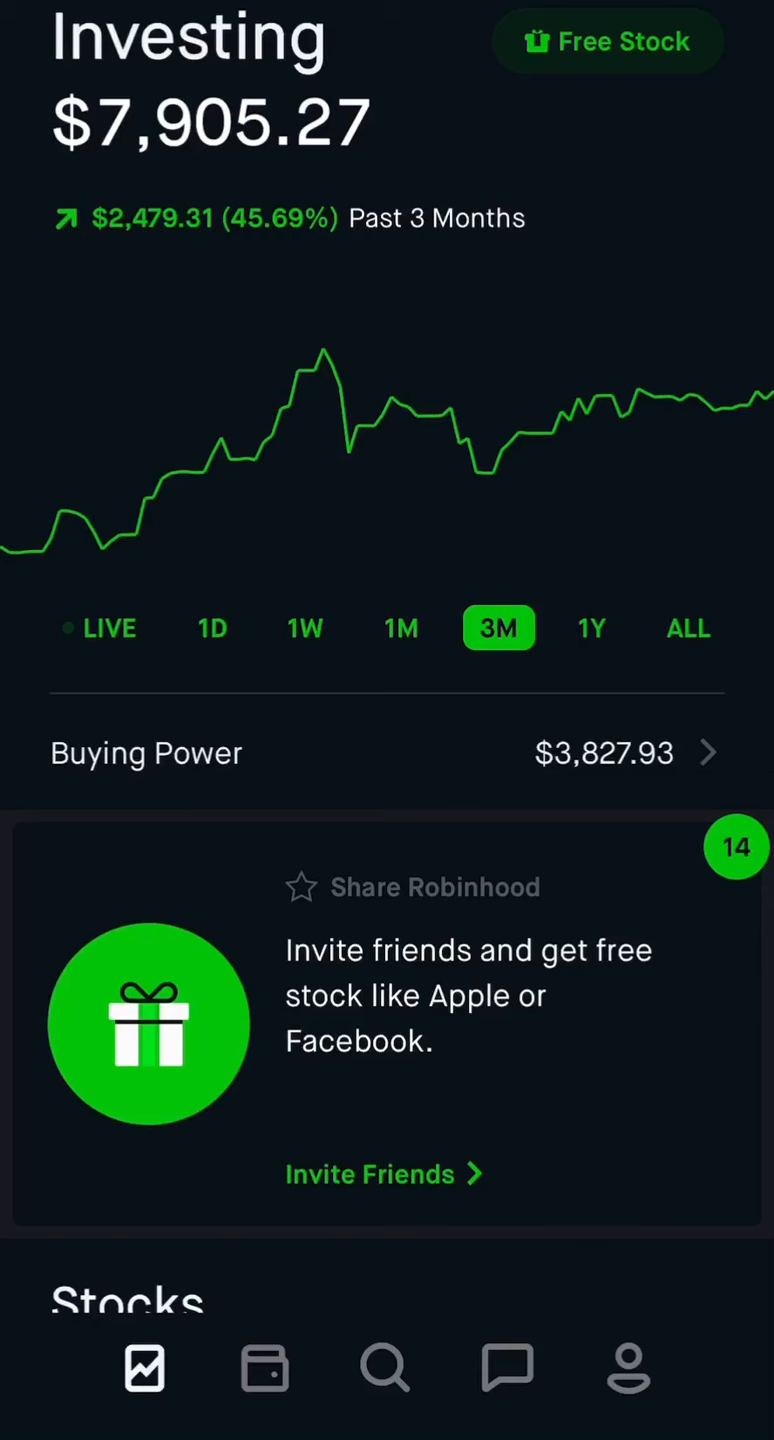 Investing
Free Stock
$7,905.27
$2,479.31 (45.69%) Past 3 Months
LIVE 1D 1W 1M 3M 1Y ALL
Buying Power $3,827.93
14
Share Robinhood
Invite friends and get free
stock like Apple or
Facebook.
Invite Friends
Stocks